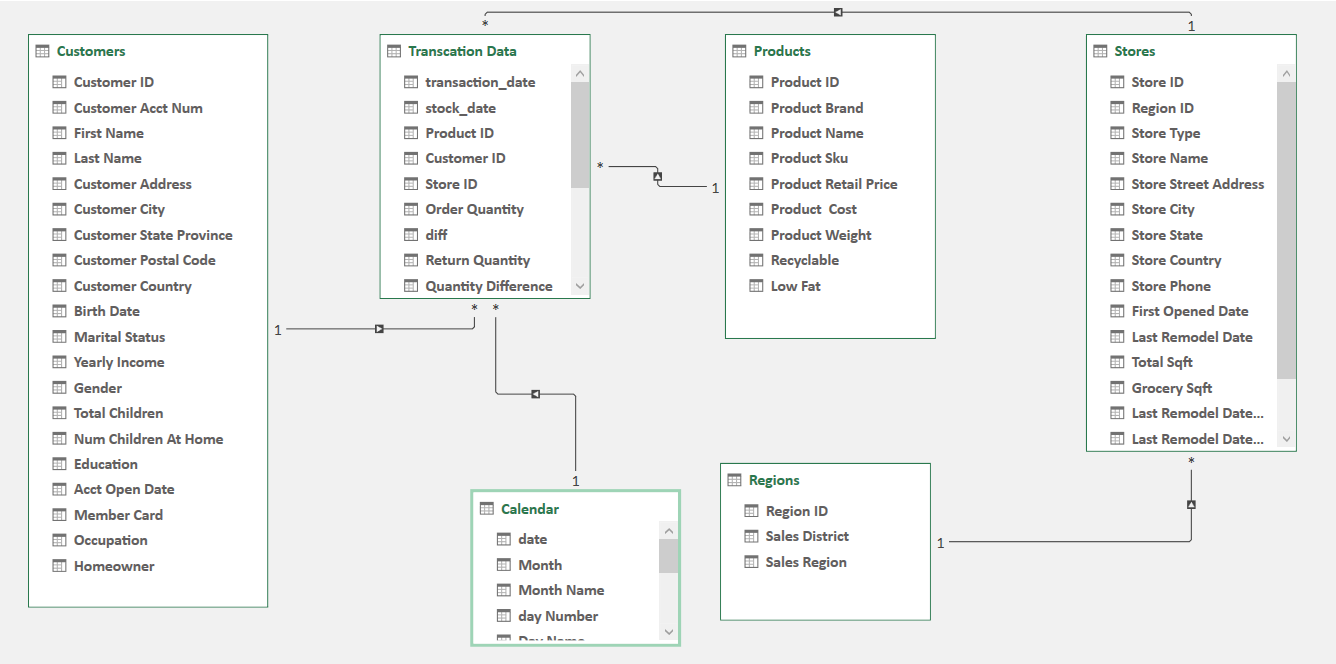 Customers
Customer ID
Customer Acct Num
First Name
Last Name
Customer Address
Customer City
Customer State Province
Customer Postal Code
Customer Country
Birth Date
Marital Status
Yearly Income
Gender
Total Children
Num Children At Home
Education
Acct Open Date
Member Card
Occupation
Homeowner
1
*
Transcation Data
transaction_date
stock_date
Product ID
Customer ID
Store ID
Order Quantity
diff
Return Quantity
Quantity Difference
* *
* 1
Products
Product ID
Product Brand
Product Name
Product Sku
Product Retail Price
Product  Cost
Product Weight
Recyclable
Low Fat
1
Stores
Store ID
Region ID
Store Type
Store Name
Store Street Address
Store City
Store State
Store Country
Store Phone
First Opened Date
Last Remodel Date
Total Sqft
Grocery Sqft
Last Remodel Date...
Last Remodel Date...
*
1
Calendar
date
Month
Month Name
day Number
Day Name
Regions
Region ID
Sales District
Sales Region
1